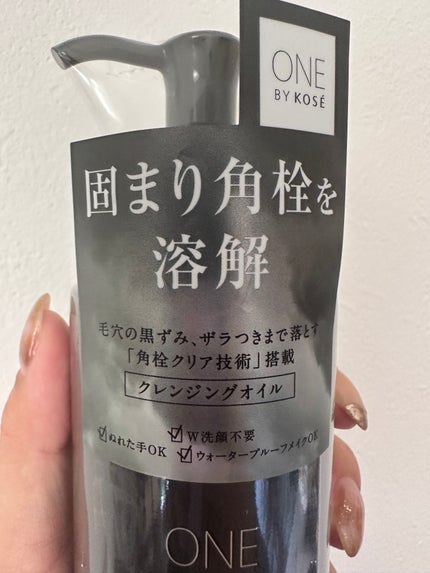 ONE
BY KOSÉ
固まり角栓を
溶解
毛穴の黒ずみ、ザラつきまで落とす
「角栓クリア技術」搭載
クレンジングオイル
ぬれた手OK
W洗顔不要
ウォータープルーフメイクOK
ONE